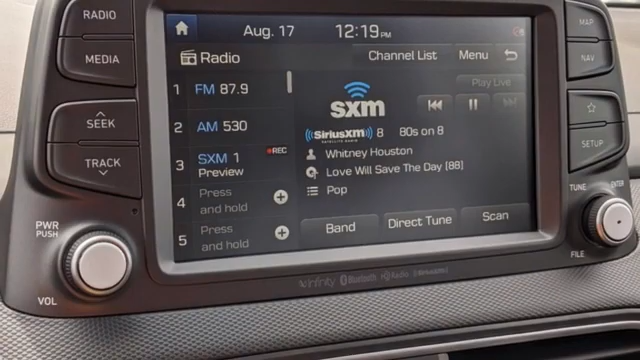 RADIO
MEDIA
SEEK
TRACK
PWR
PUSH
VOL
Aug. 17 12:19 PM
Radio Channel List Menu
Play Live
1 FM 87.9
2 AM 530
3 SXM 1 REC
Preview
4 Press
and hold
5 Press
and hold
sxm
SiriusXM 8 80s on 8
SATELLITE RADIO
Whitney Houston
Love Will Save The Day (88)
Pop
Band Direct Tune Scan
infinity Bluetooth HD Radio SiriusXM
MAP
NAV
SETUP
TUNE ENTER
FILE